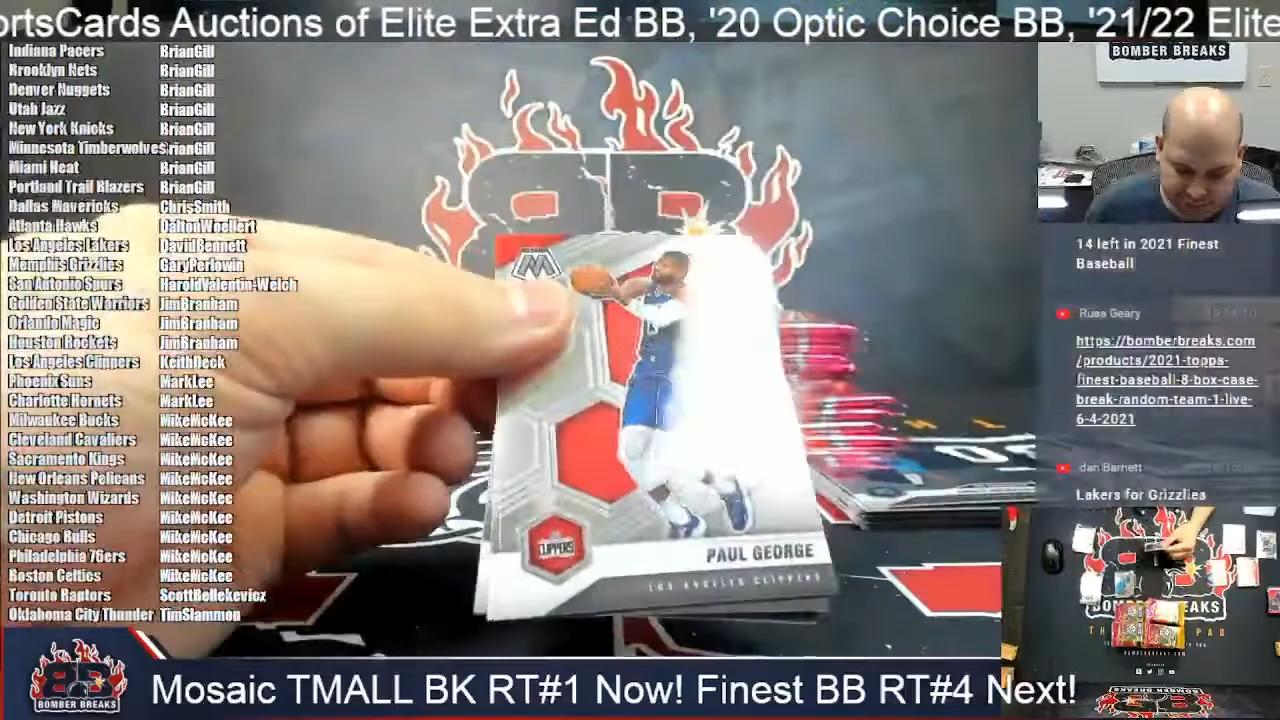 ortsCards Auctions of Elite Extra Ed BB, '20 Optic Choice BB, '21/22 Elite
Indiana Pacers BrianGill
Brooklyn Nets BrianGill
Denver Nuggets BrianGill
Utah Jazz BrianGill
New York Knicks BrianGill
Minnesota Timberwolves BrianGill
Miami Heat BrianGill
Portland Trail Blazers BrianGill
Dallas Mavericks ChrisSmith
Atlanta Hawks DaltonWoellert
Los Angeles Lakers DavidBennett
Memphis Grizzlies GaryPerlowin
San Antonio Spurs HaroldValentin-Welch
Golden State Warriors JimBranham
Orlando Magic JimBranham
Houston Rockets JimBranham
Los Angeles Clippers KeithDeck
Phoenix Suns MarkLee
Charlotte Hornets MarkLee
Milwaukee Bucks MikeMcKee
Cleveland Cavaliers MikeMcKee
Sacramento Kings MikeMcKee
New Orleans Pelicans MikeMcKee
Washington Wizards MikeMcKee
Detroit Pistons MikeMcKee
Chicago Bulls MikeMcKee
Philadelphia 76ers MikeMcKee
Boston Celtics MikeMcKee
Toronto Raptors ScottBellekevicz
Oklahoma City Thunder TimSlammon
CLIPPERS
PAUL GEORGE
LOS ANGELES CLIPPERS
BOMBER BREAKS
14 left in 2021 Finest
Baseball
Russ Geary
https://bomberbreaks.com
/products/2021-topps-
finest-baseball-8-box-case-
break-random-team-1-live-
6-4-2021
dan Barnett
Lakers for Grizzlies
BOMBER BREAKS
BOMBER BREAKS
BOMBER BREAKS
Mosaic TMALL BK RT#1 Now! Finest BB RT#4 Next!